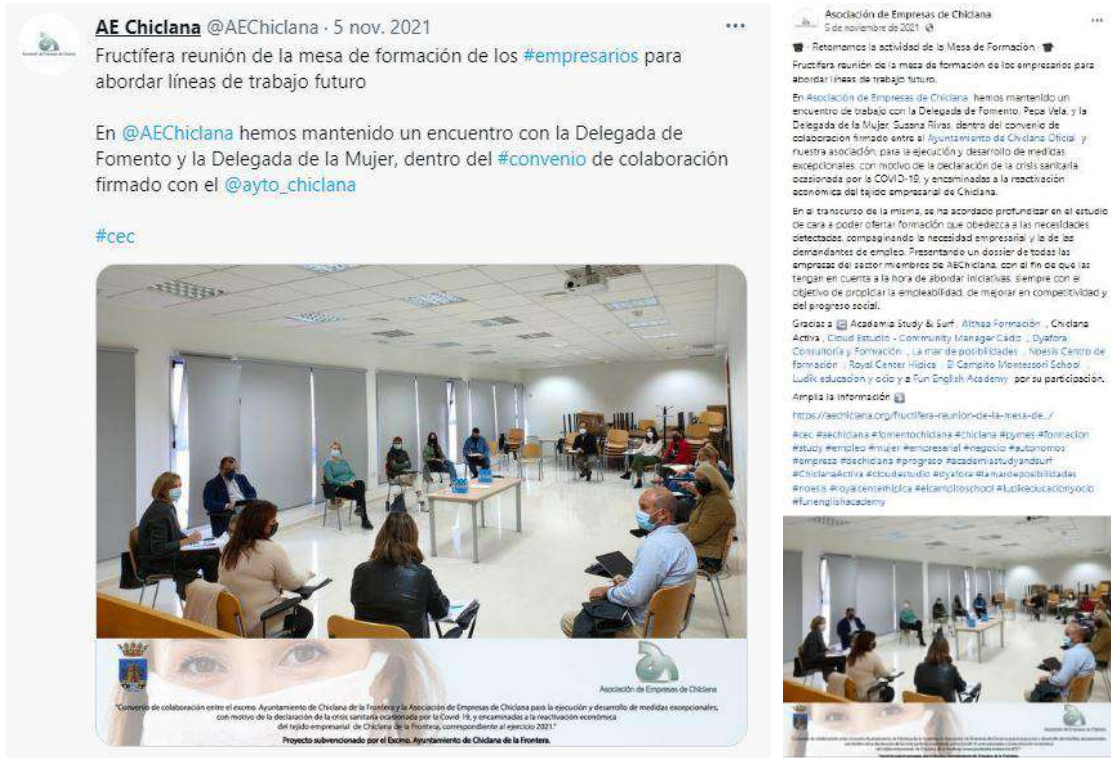 AE Chiclana @AEChiclana · 5 nov. 2021
Fructífera reunión de la mesa de formación de los #empresarios para
abordar líneas de trabajo futuro
En @AEChiclana hemos mantenido un encuentro con la Delegada de
Fomento y la Delegada de la Mujer, dentro del #convenio de colaboración
firmado con el @ayto_chiclana
#cec
Asociación de Empresas de Chiclana
"Convenio de colaboración entre el excmo. Ayuntamiento de Chiclana de la Frontera y la Asociación de Empresas de Chiclana para la ejecución y desarrollo de medidas excepcionales,
con motivo de la declaración de la crisis sanitaria ocasionada por la Covid-19, y encaminadas a la reactivación económica
del tejido empresarial de Chiclana de la Frontera, correspondiente al ejercicio 2021."
Proyecto subvencionado por el Excmo. Ayuntamiento de Chiclana de la Frontera.
Asociación de Empresas de Chiclana
5 de noviembre de 2021
- Retomamos la actividad de la Mesa de Formación -
Fructífera reunión de la mesa de formación de los empresarios para
abordar líneas de trabajo futuro.
En Asociación de Empresas de Chiclana hemos mantenido un
encuentro de trabajo con la Delegada de Fomento, Pepa Vela, y la
Delegada de la Mujer, Susana Rivas, dentro del convenio de
colaboración firmado entre el Ayuntamiento de Chiclana Oficial y
nuestra asociación, para la ejecución y desarrollo de medidas
excepcionales, con motivo de la declaración de la crisis sanitaria
ocasionada por la COVID-19, y encaminadas a la reactivación
económica del tejido empresarial de Chiclana.
En el transcurso de la misma, se ha acordado profundizar en el estudio
de cara a poder ofertar formación que obedezca a las necesidades
detectadas, compaginando la necesidad empresarial y la de las
demandantes de empleo. Presentando un dossier de todas las
empresas del sector miembros de AEChiclana, con el fin de que las
tengan en cuenta a la hora de abordar iniciativas, siempre con el
objetivo de propiciar la empleabilidad, de mejorar en competitividad y
del progreso social.
Gracias a Academia Study & Surf , Althea Formación , Chiclana
Activa , Cloud Estudio - Community Manager Cádiz , Dyafora
Consultoría y Formación , La mar de posibilidades , Noesis Centro de
formación , Royal Center Hípica , El Campito Montessori School ,
Ludik educacion y ocio y a Fun English Academy por su participación.
Amplia la información
https://aechiclana.org/fructifera-reunion-de-la-mesa-de.../
#cec #aechiclana #fomentochiclana #chiclana #pymes #formación
#study #empleo #mujer #empresarial #negocio #autonomos
#empresa #dechiclana #progreso #academiastudyandsurf
#ChiclanaActiva #cloudestudio #dyafora #lamardeposibilidades
#noesis #royalcenterhipica #elcampitoschool #ludikeducacionyocio
#funenglishacademy